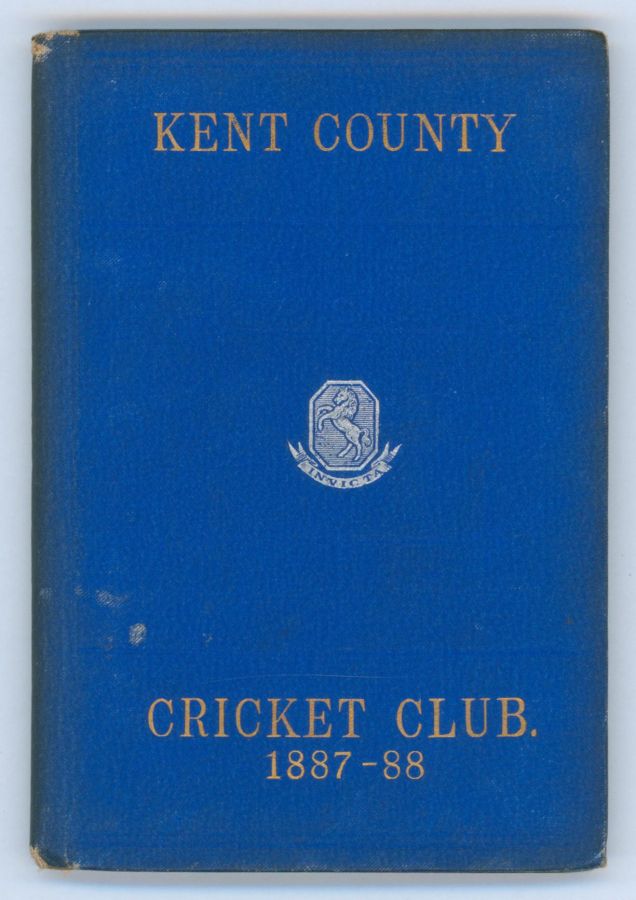 KENT COUNTY
INVICTA
CRICKET CLUB.
1887-88